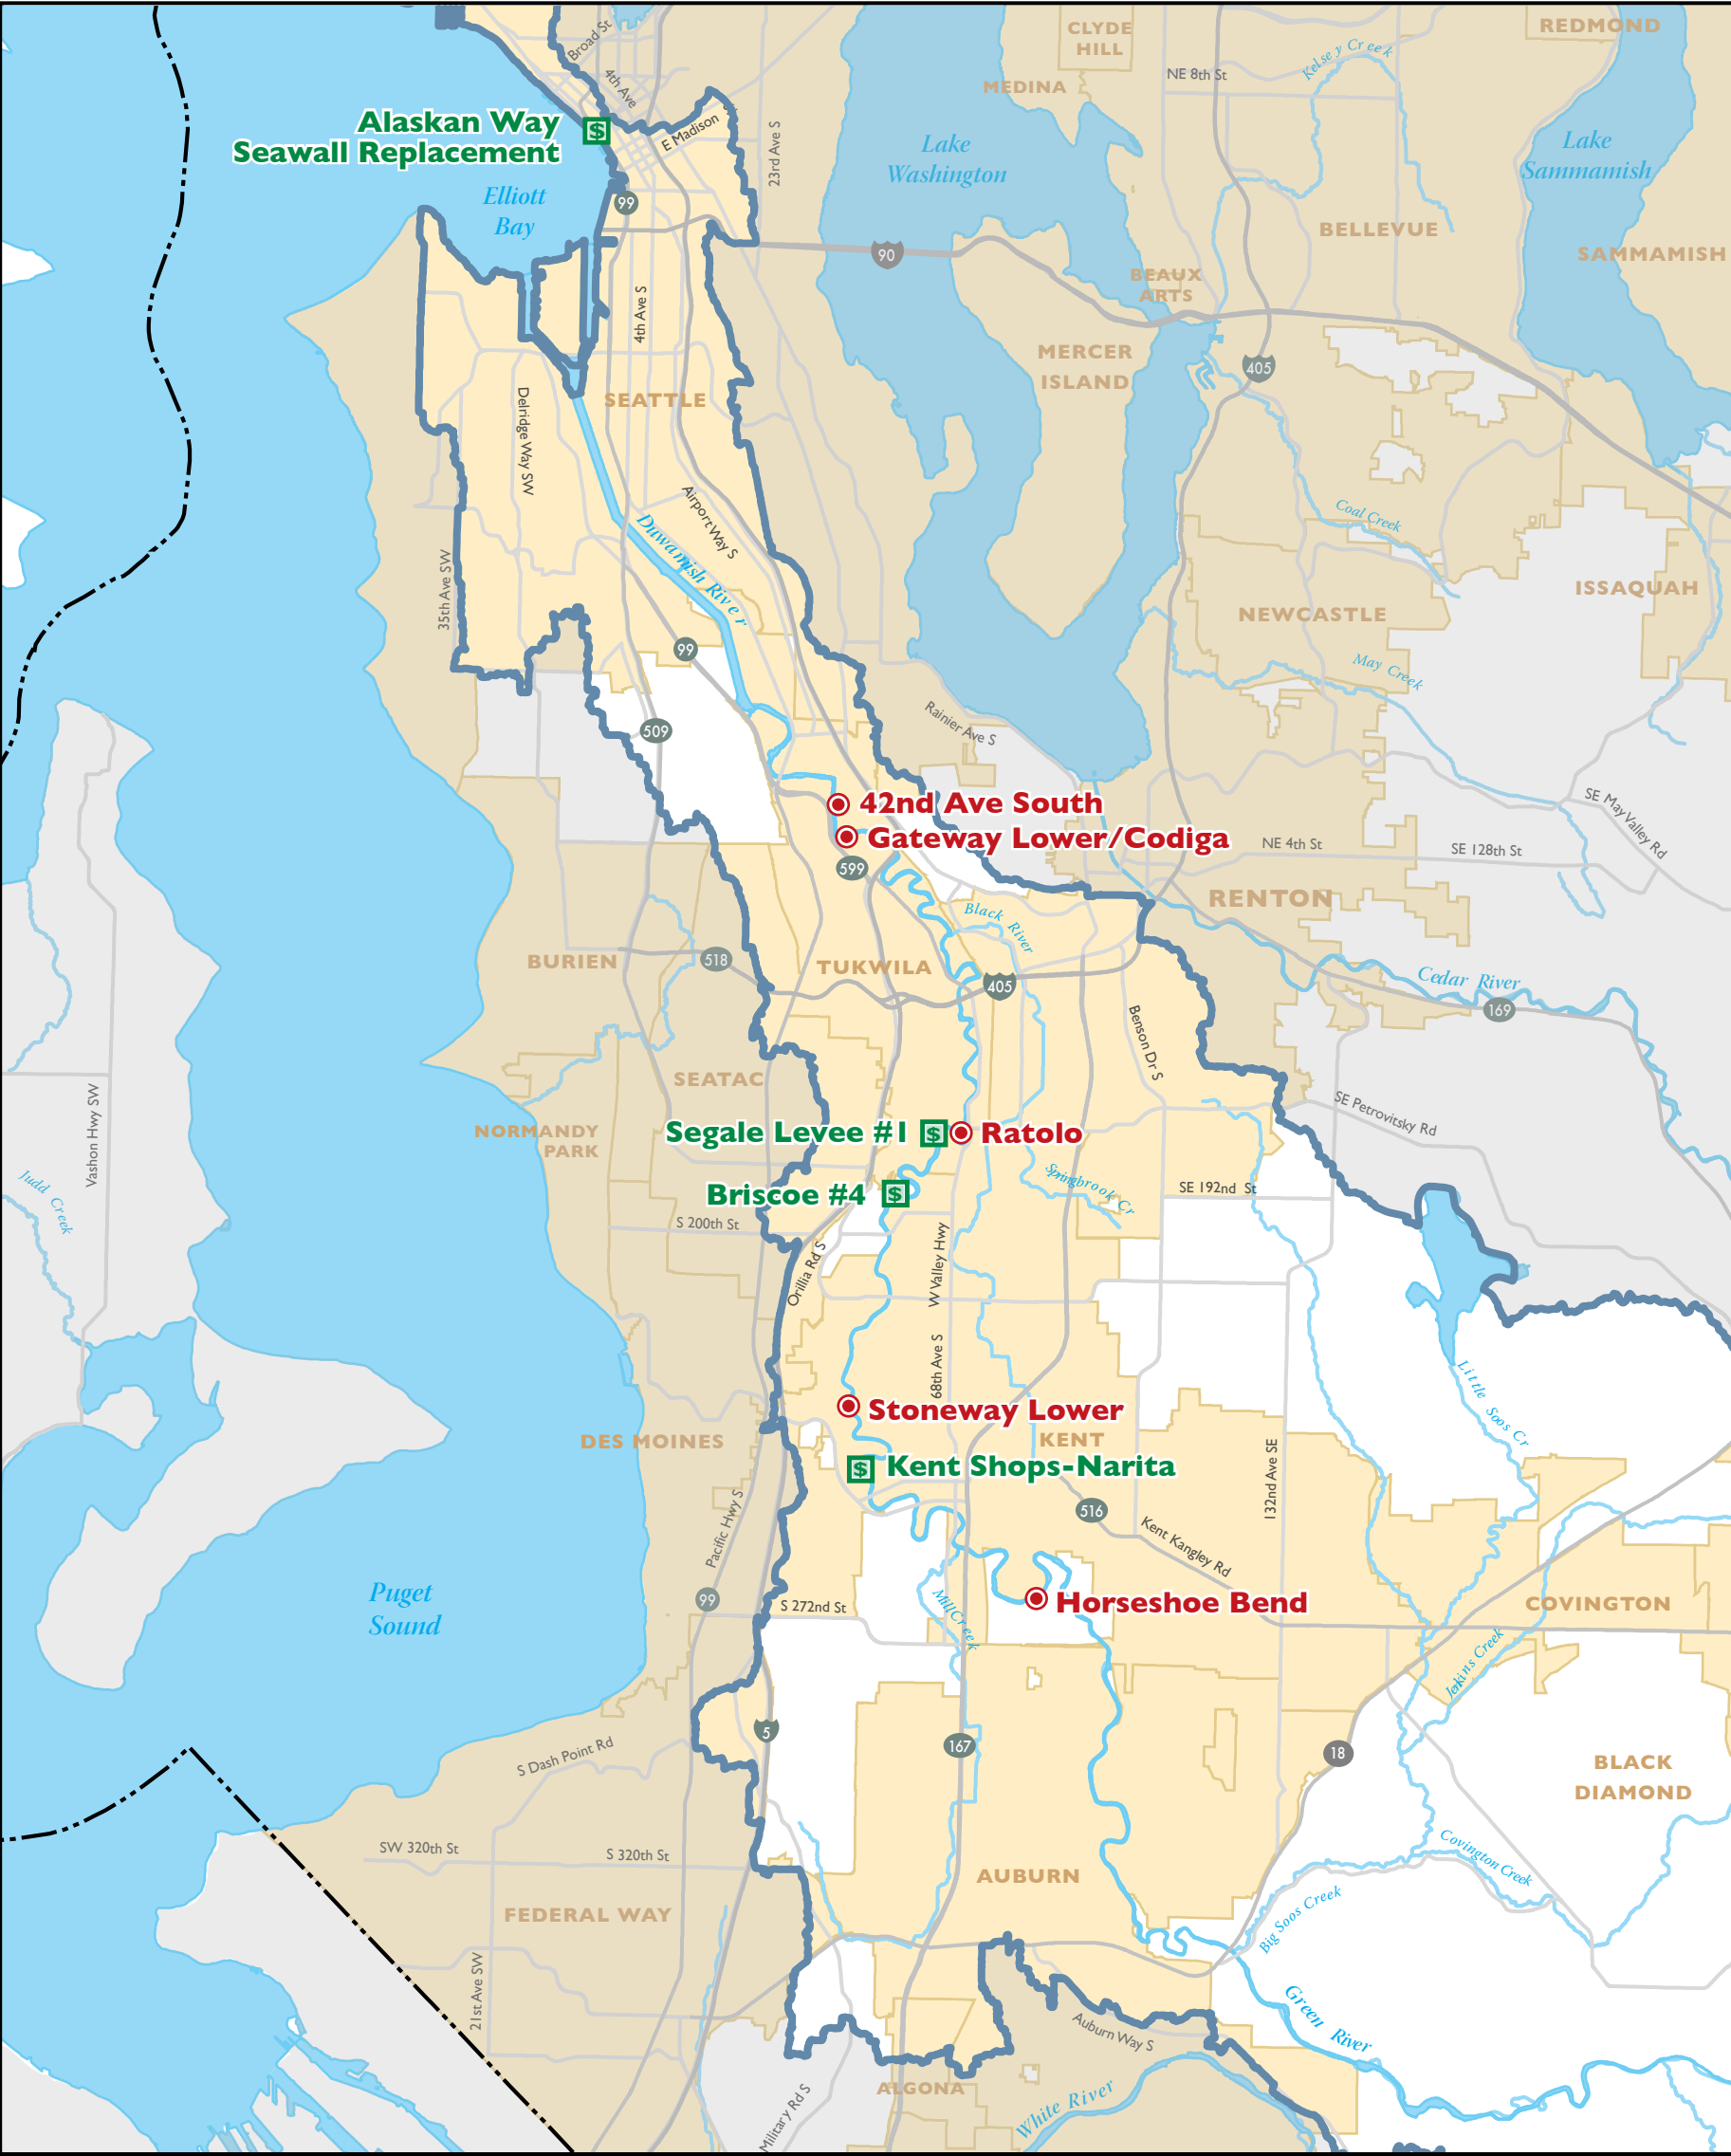 Broad St
4th Ave
CLYDE
HILL
REDMOND
MEDINA
NE 8th St
Kelsey Creek
Alaskan Way
Seawall Replacement
$
E Madison
23rd Ave S
Lake
Washington
Lake
Sammamish
Elliott
Bay
99
BELLEVUE
SAMMAMISH
90
BEAUX
ARTS
4th Ave S
MERCER
ISLAND
405
SEATTLE
Delridge Way SW
Airport Way S
Duwamish River
Coal Creek
35th Ave SW
ISSAQUAH
NEWCASTLE
99
May Creek
509
Rainier Ave S
42nd Ave South
Gateway Lower/Codiga
SE May Valley Rd
NE 4th St
SE 128th St
599
RENTON
Black River
BURIEN
518
TUKWILA
405
Cedar River
169
Benson Dr S
SEATAC
Vashon Hwy SW
SE Petrovitsky Rd
NORMANDY
PARK
Segale Levee #1
$
Ratolo
Judd Creek
Springbrook Cr
Briscoe #4
$
SE 192nd St
S 200th St
Orillia Rd S
W Valley Hwy
68th Ave S
Little Soos Cr
Stoneway Lower
DES MOINES
KENT
132nd Ave SE
$
Kent Shops-Narita
516
Pacific Hwy S
Kent Kangley Rd
Puget
Sound
99
S 272nd St
Mill Creek
Horseshoe Bend
COVINGTON
Jenkins Creek
5
S Dash Point Rd
167
18
BLACK
DIAMOND
SW 320th St
S 320th St
Covington Creek
AUBURN
FEDERAL WAY
Big Soos Creek
21st Ave SW
Green River
Auburn Way S
ALGONA
Military Rd S
White River